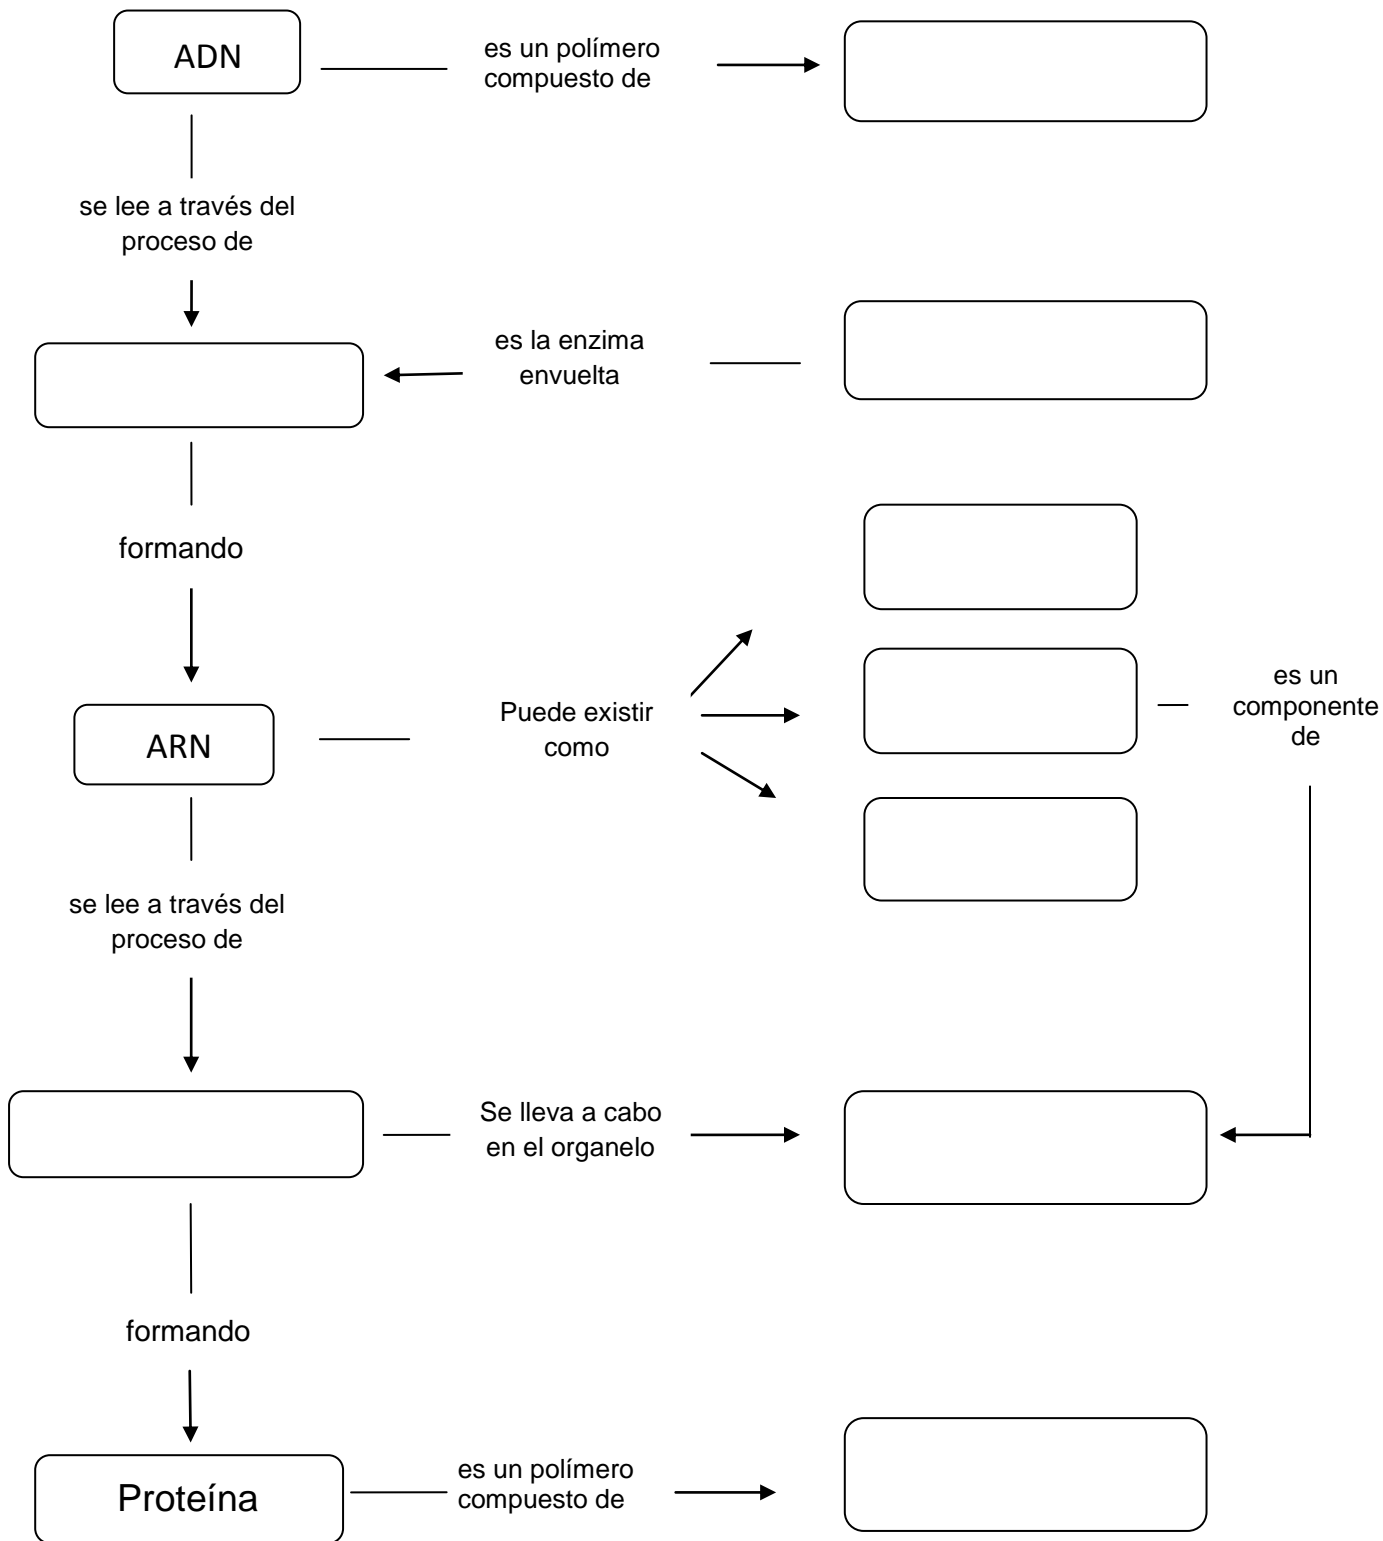 ADN
es un polímero
compuesto de
se lee a través del
proceso de
es la enzima
envuelta
formando
ARN
Puede existir
como
es un
componente
de
se lee a través del
proceso de
Se lleva a cabo
en el organelo
formando
Proteína
es un polímero
compuesto de